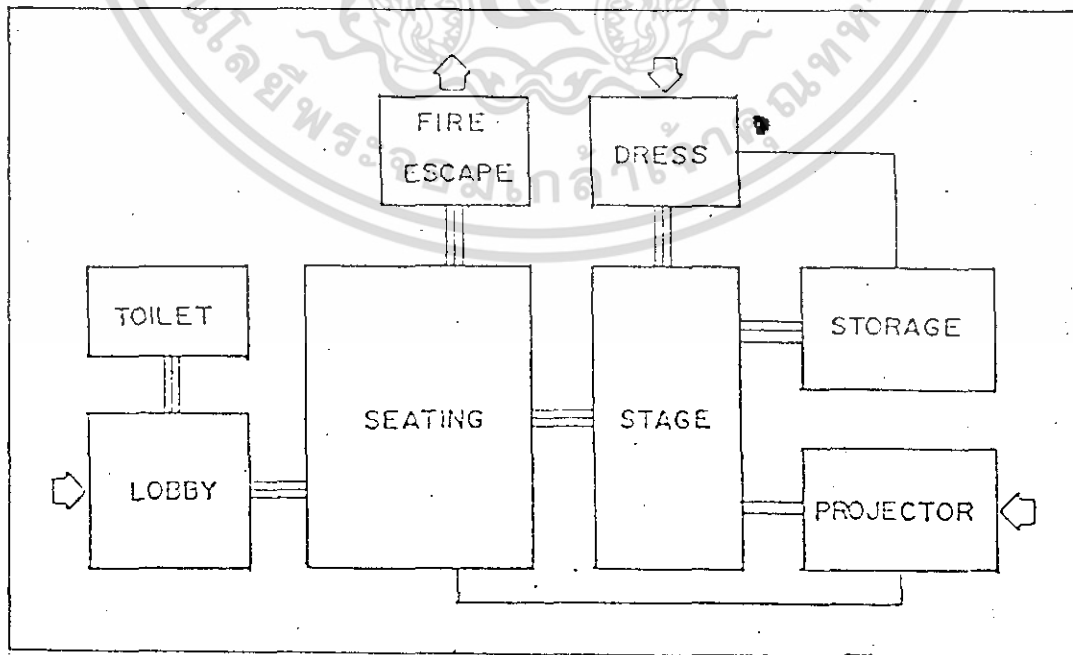 FIRE
ESCAPE
DRESS
TOILET
STORAGE
SEATING
STAGE
LOBBY
PROJECTOR